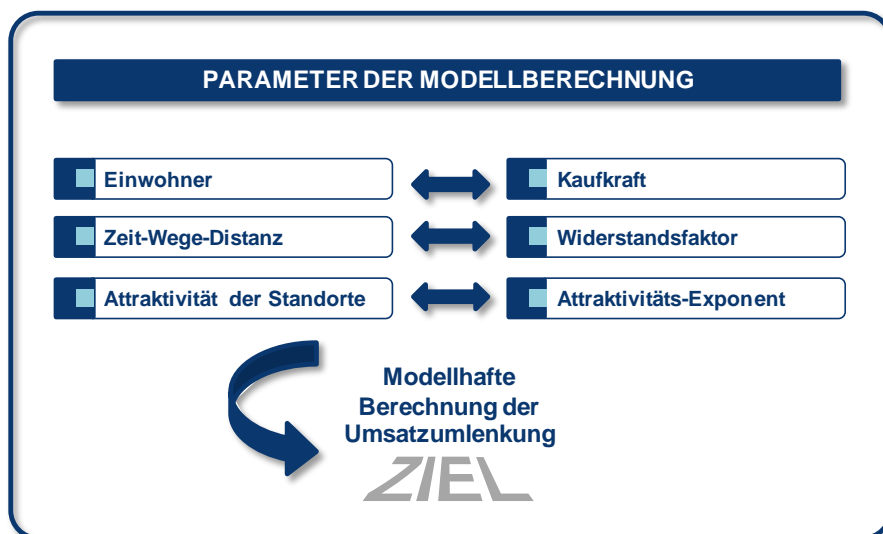 PARAMETER DER MODELLBERECHNUNG
Einwohner
Kaufkraft
Zeit-Wege-Distanz
Widerstandsfaktor
Attraktivität der Standorte
Attraktivitäts-Exponent
Modellhafte
Berechnung der
Umsatzumlenkung
ZIEL